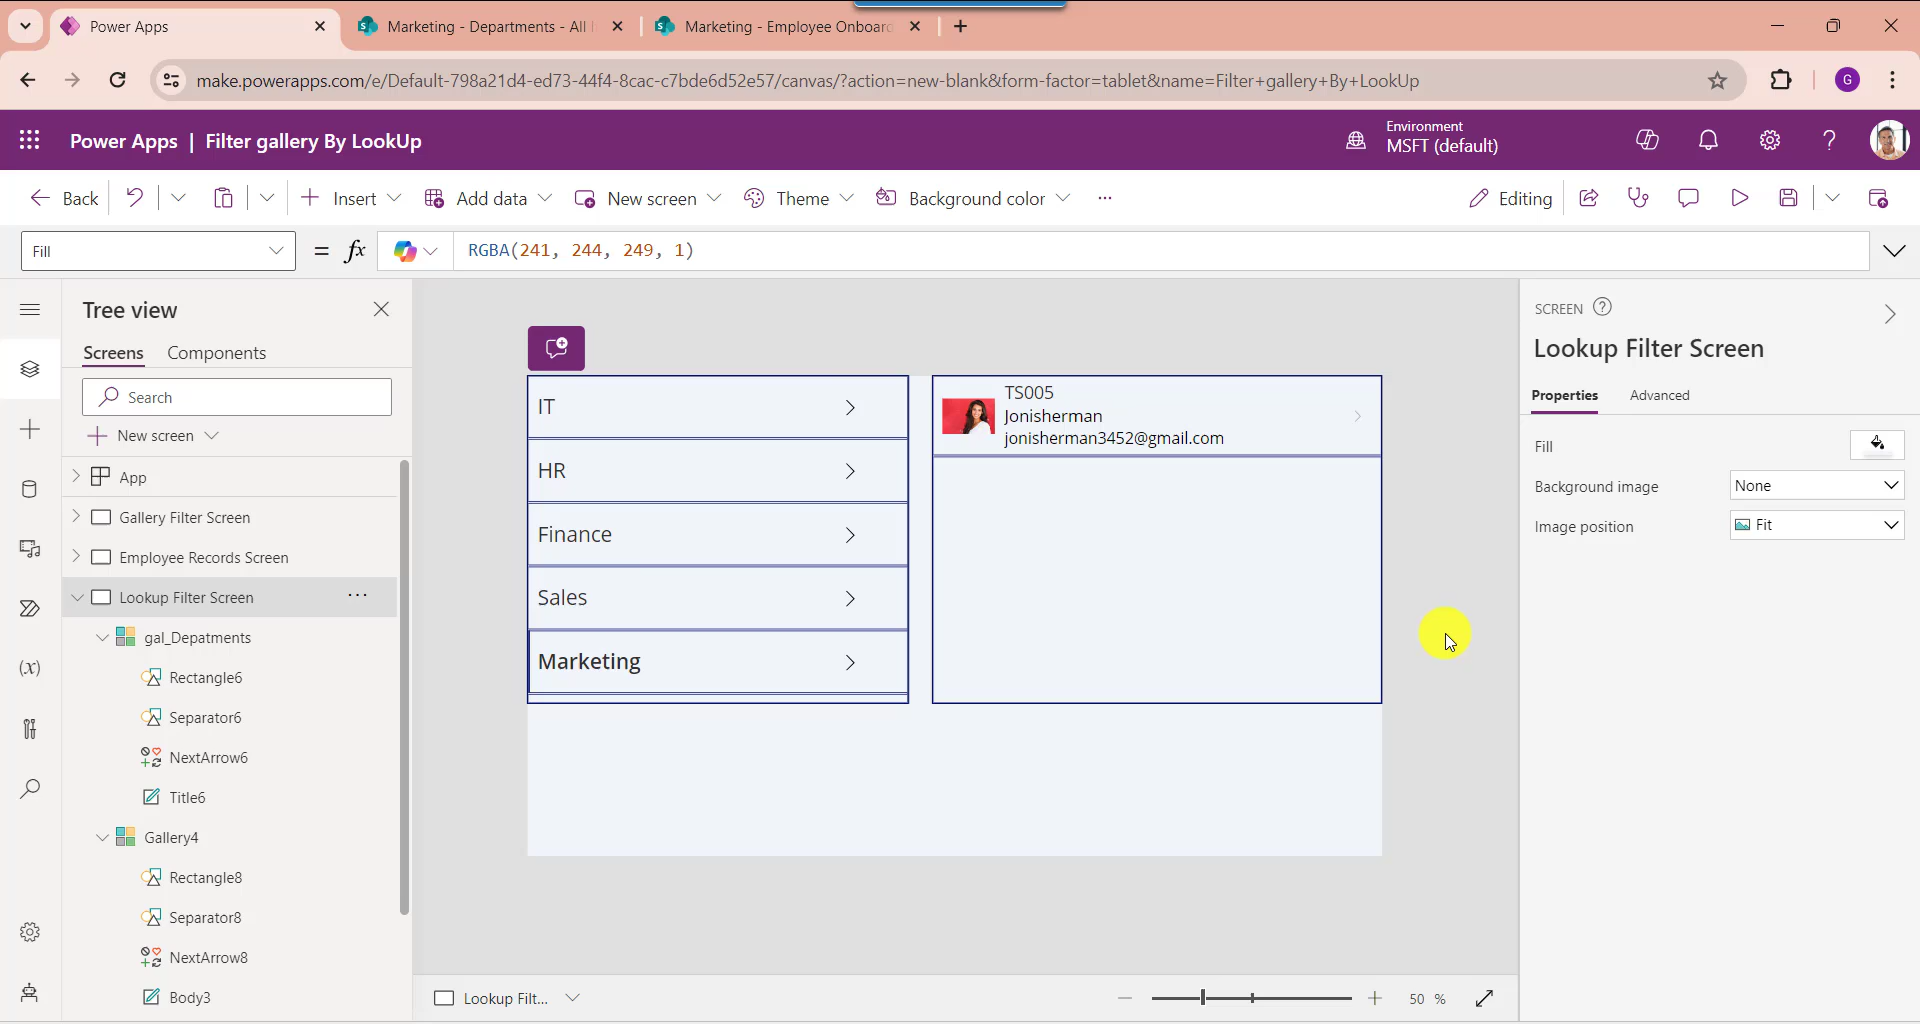 Power Apps
Marketing - Departments - All
Marketing - Employee Onboard
make.powerapps.com/e/Default-798a21d4-ed73-44f4-8cac-c7bde6d52e57/canvas/?action=new-blank&form-factor=tablet&name=Filter+gallery+By+LookUp
G
Power Apps | Filter gallery By LookUp
Environment
MSFT (default)
Back
Insert
Add data
New screen
Theme
Background color
Editing
Fill
= fx
RGBA(241, 244, 249, 1)
Tree view
Screens
Components
Search
New screen
App
Gallery Filter Screen
Employee Records Screen
Lookup Filter Screen
gal_Depatments
Rectangle6
Separator6
NextArrow6
Title6
Gallery4
Rectangle8
Separator8
NextArrow8
Body3
IT
HR
Finance
Sales
Marketing
TS005
Jonisherman
jonisherman3452@gmail.com
Lookup Filt...
50 %
SCREEN
Lookup Filter Screen
Properties
Advanced
Fill
Background image
None
Image position
Fit